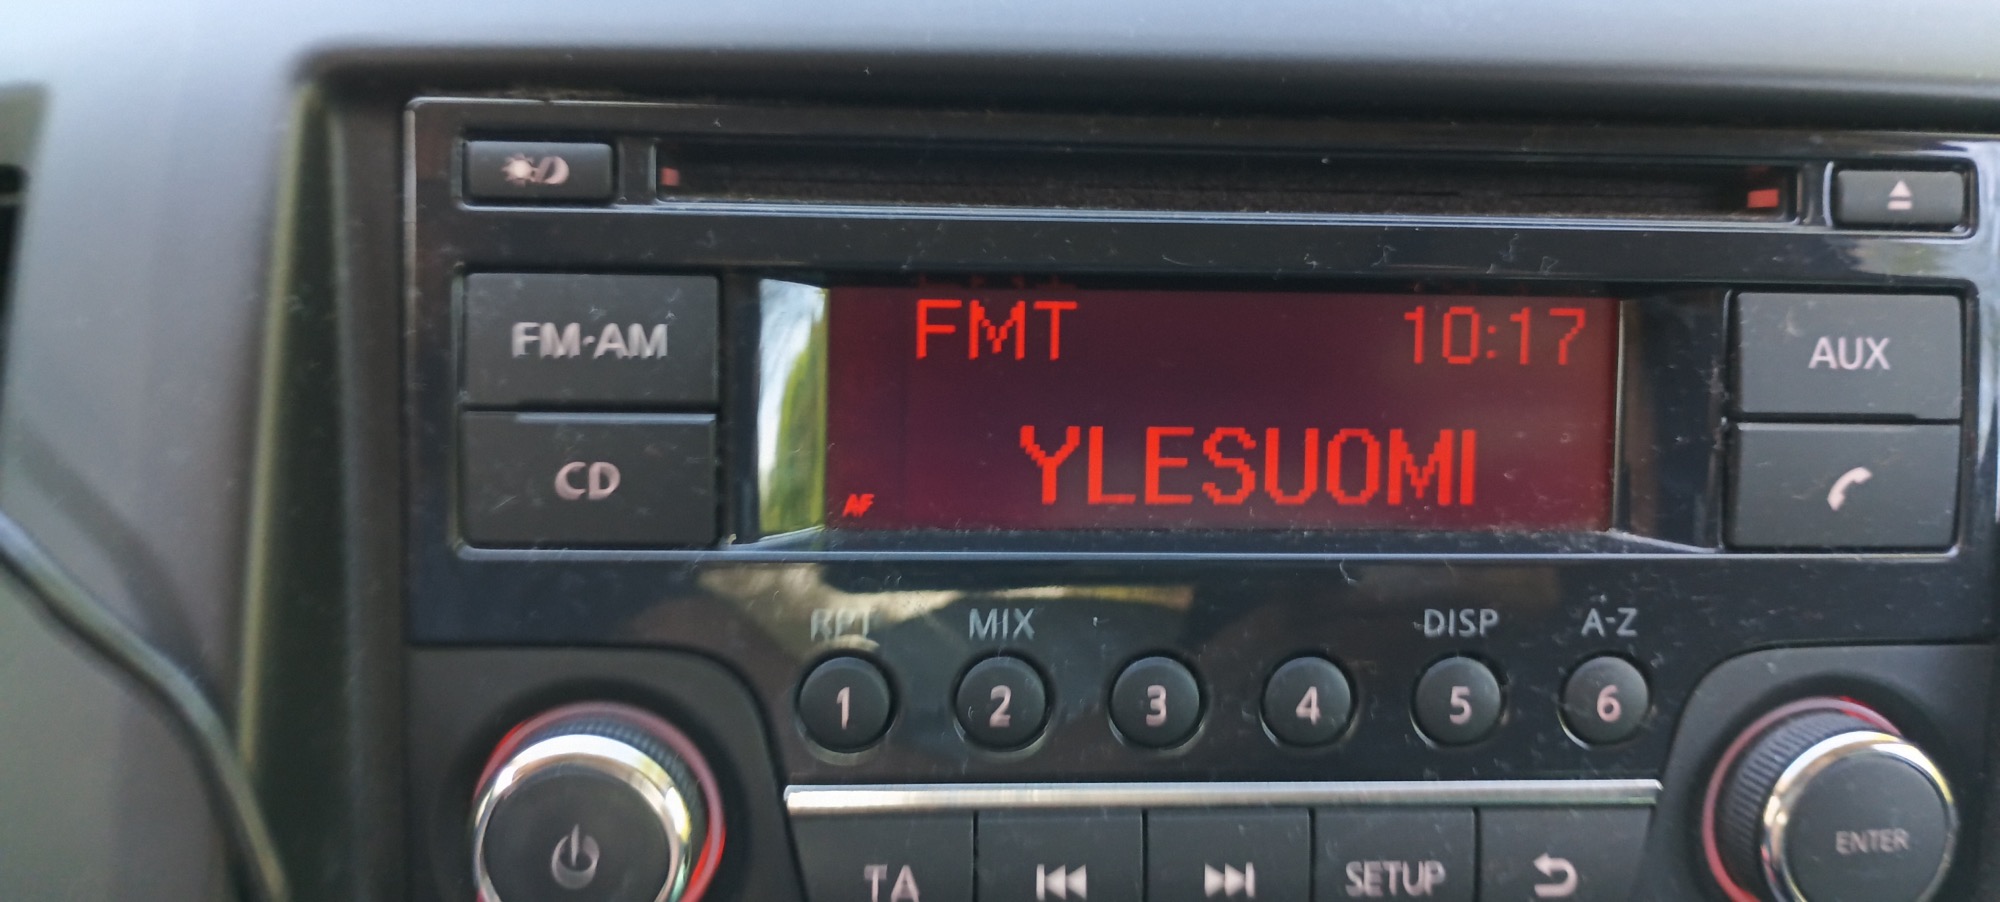 FM-AM
CD
FMT 10:17
YLESUOMI
AF
AUX
RPT MIX DISP A-Z
1 2 3 4 5 6
TA SETUP
ENTER